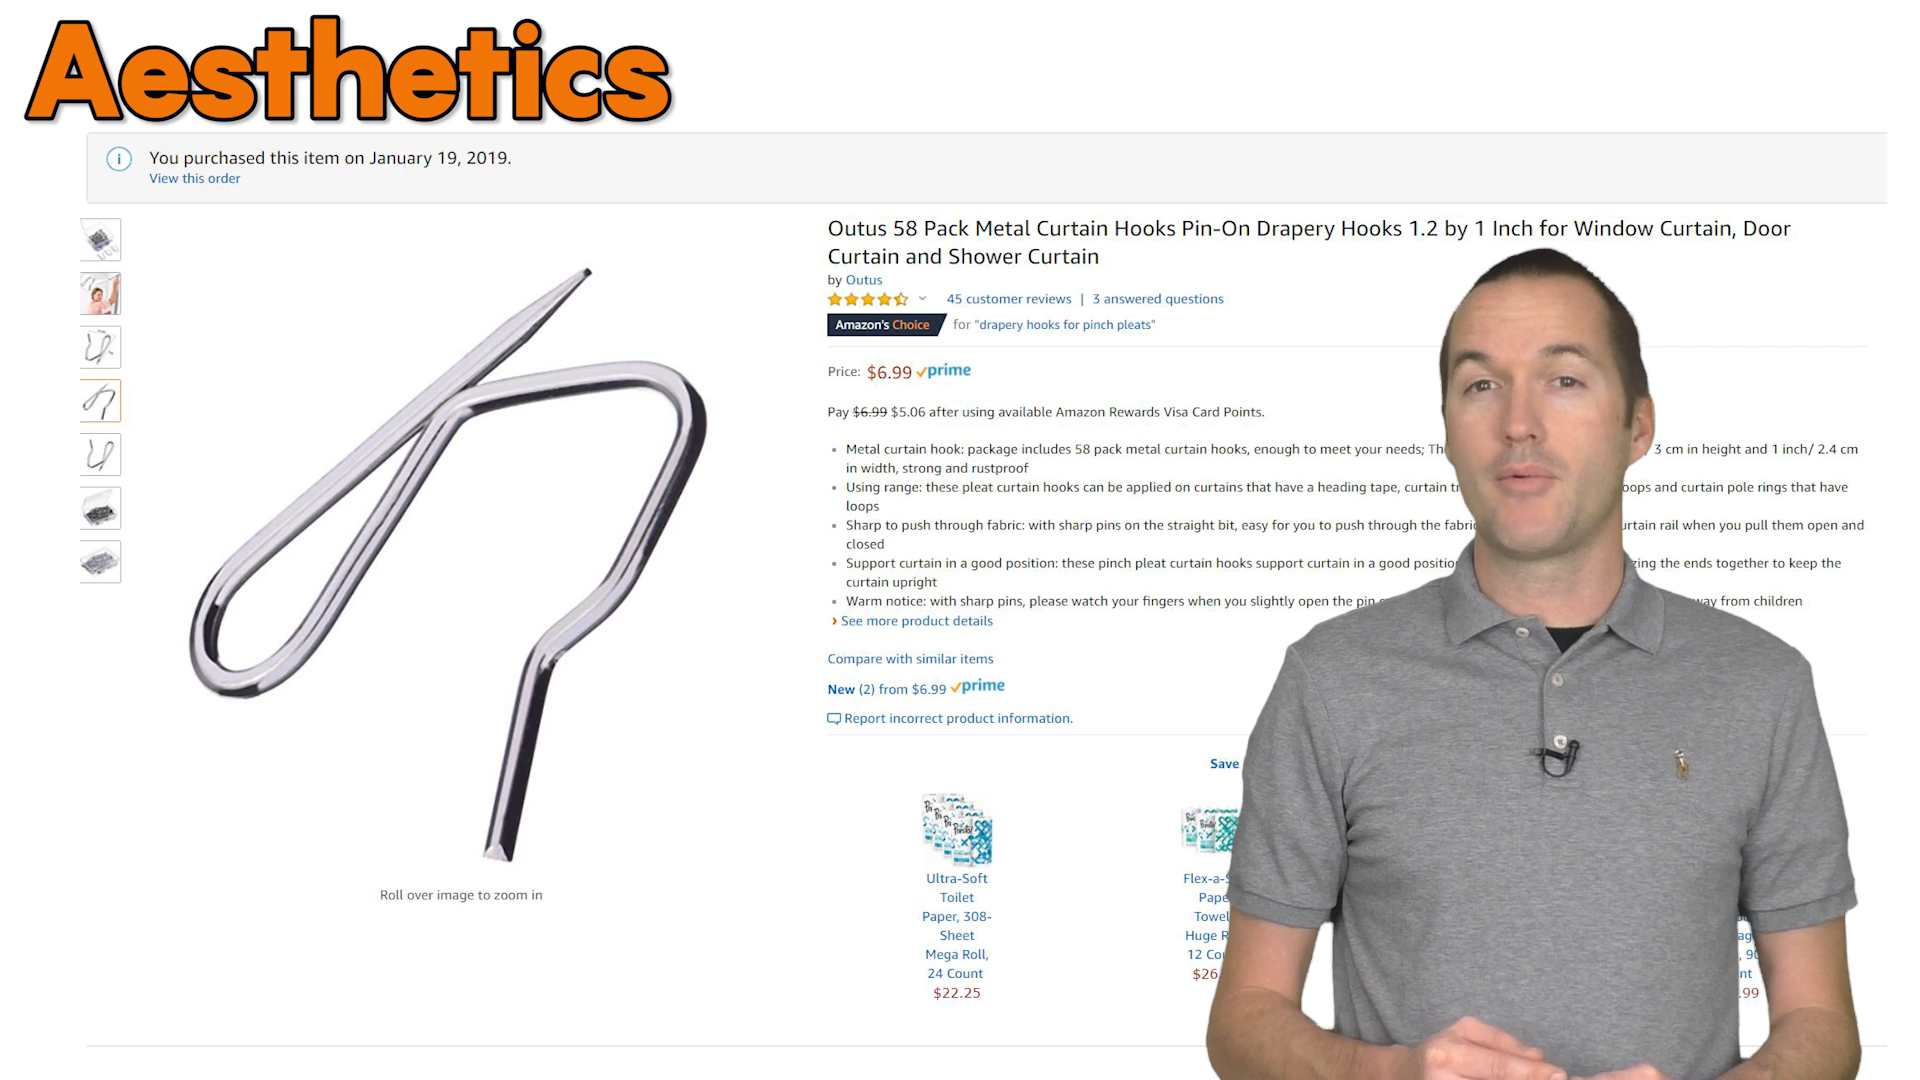 Aesthetics
You purchased this item on January 19, 2019.
View this order
Outus 58 Pack Metal Curtain Hooks Pin-On Drapery Hooks 1.2 by 1 Inch for Window Curtain, Door
Curtain and Shower Curtain
by Outus
45 customer reviews | 3 answered questions
Amazon's Choice for "drapery hooks for pinch pleats"
Price: $6.99 prime
Pay $6.99 $5.06 after using available Amazon Rewards Visa Card Points.
Metal curtain hook: package includes 58 pack metal curtain hooks, enough to meet your needs; 3 cm in height and 1 inch/ 2.4 cm
in width, strong and rustproof
Using range: these pleat curtain hooks can be applied on curtains that have a heading tape, curtain and curtain pole rings that have
loops
Sharp to push through fabric: with sharp pins on the straight bit, easy for you to push through the rail when you pull them open and
closed
Support curtain in a good position: these pinch pleat curtain hooks support curtain in a good the ends together to keep the
curtain upright
Warm notice: with sharp pins, please watch your fingers when you slightly open the pin from children
› See more product details
Compare with similar items
New (2) from $6.99 prime
Report incorrect product information.
Save
Presto!
Ultra-Soft
Toilet
Paper, 308-
Sheet
Mega Roll,
24 Count
$22.25
Huge
12
$26
Roll over image to zoom in